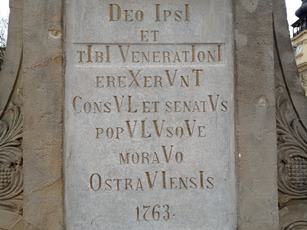 DEO IPSI
ET
TIBI VENERATIONI
EREXERVNT
CONSVL ET SENATVS
POPVLVSQVE
MORAVO
OSTRAVIENSIS
1763.